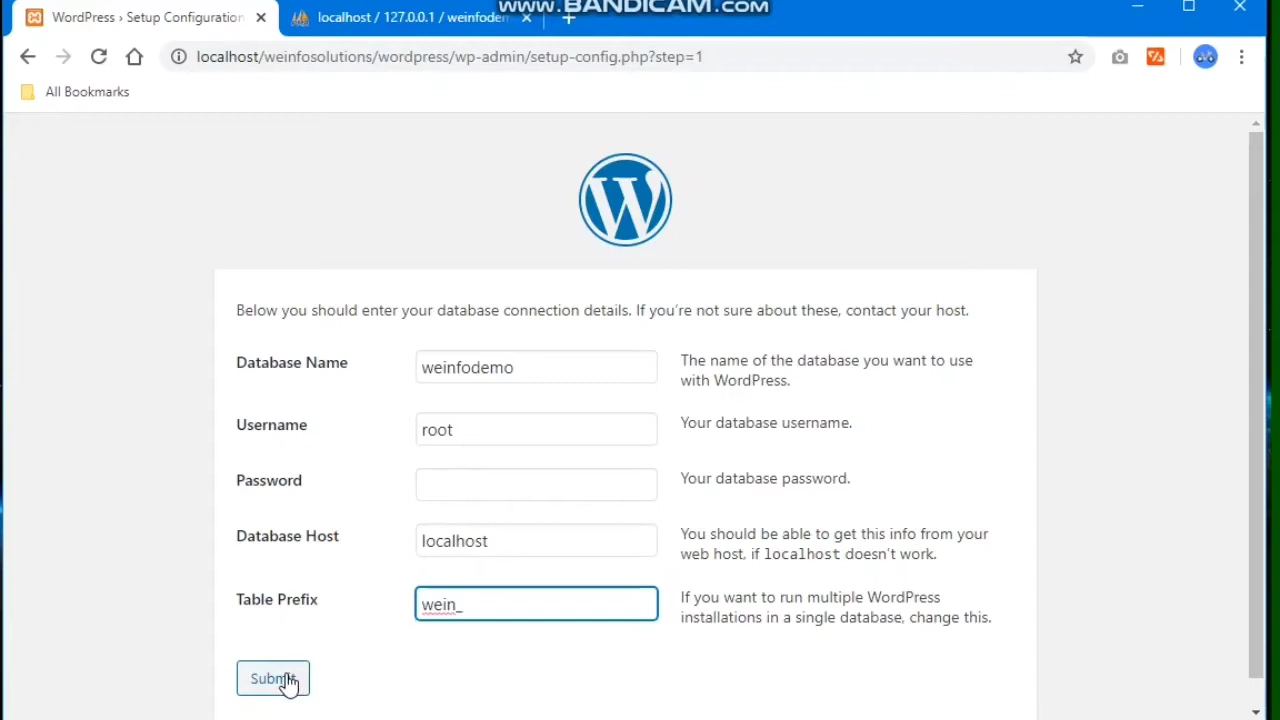 www.BANDICAM.com
WordPress › Setup Configuration
localhost / 127.0.0.1 / weinfodem
localhost/weinfosolutions/wordpress/wp-admin/setup-config.php?step=1
All Bookmarks
Below you should enter your database connection details. If you’re not sure about these, contact your host.
Database Name
weinfodemo
The name of the database you want to use
with WordPress.
Username
root
Your database username.
Password
Your database password.
Database Host
localhost
You should be able to get this info from your
web host, if localhost doesn’t work.
Table Prefix
wein_
If you want to run multiple WordPress
installations in a single database, change this.
Submit